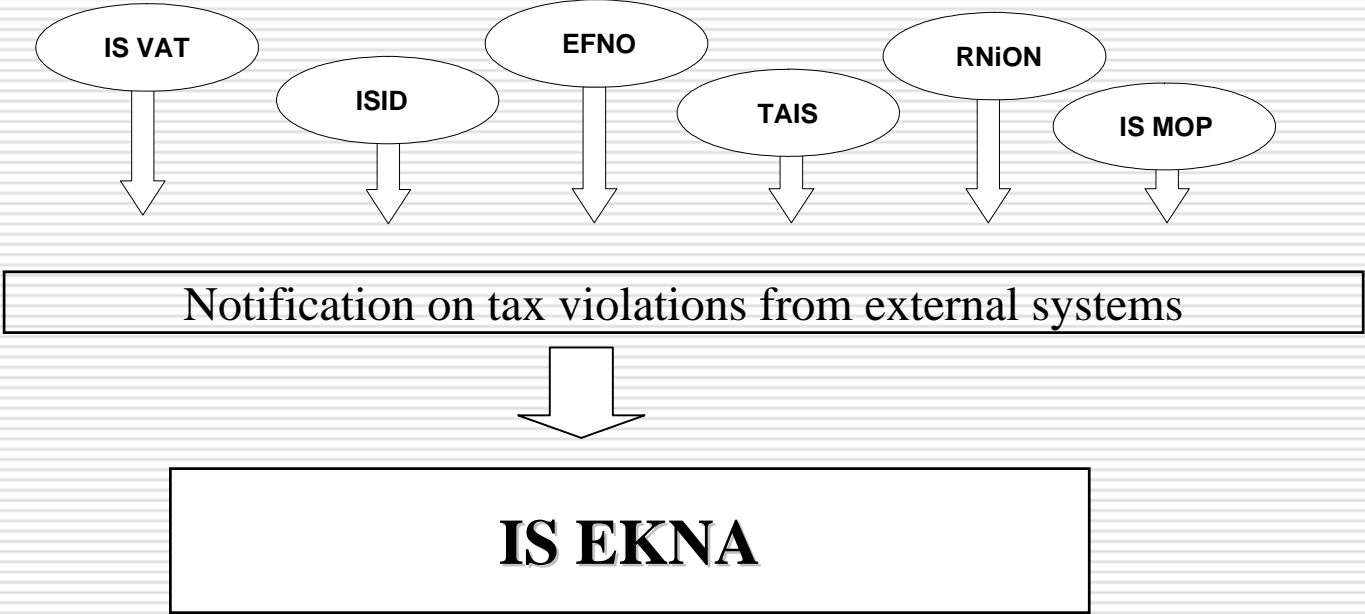 IS VAT
ISID
EFNO
TAIS
RNiON
IS MOP
Notification on tax violations from external systems
IS EKNA